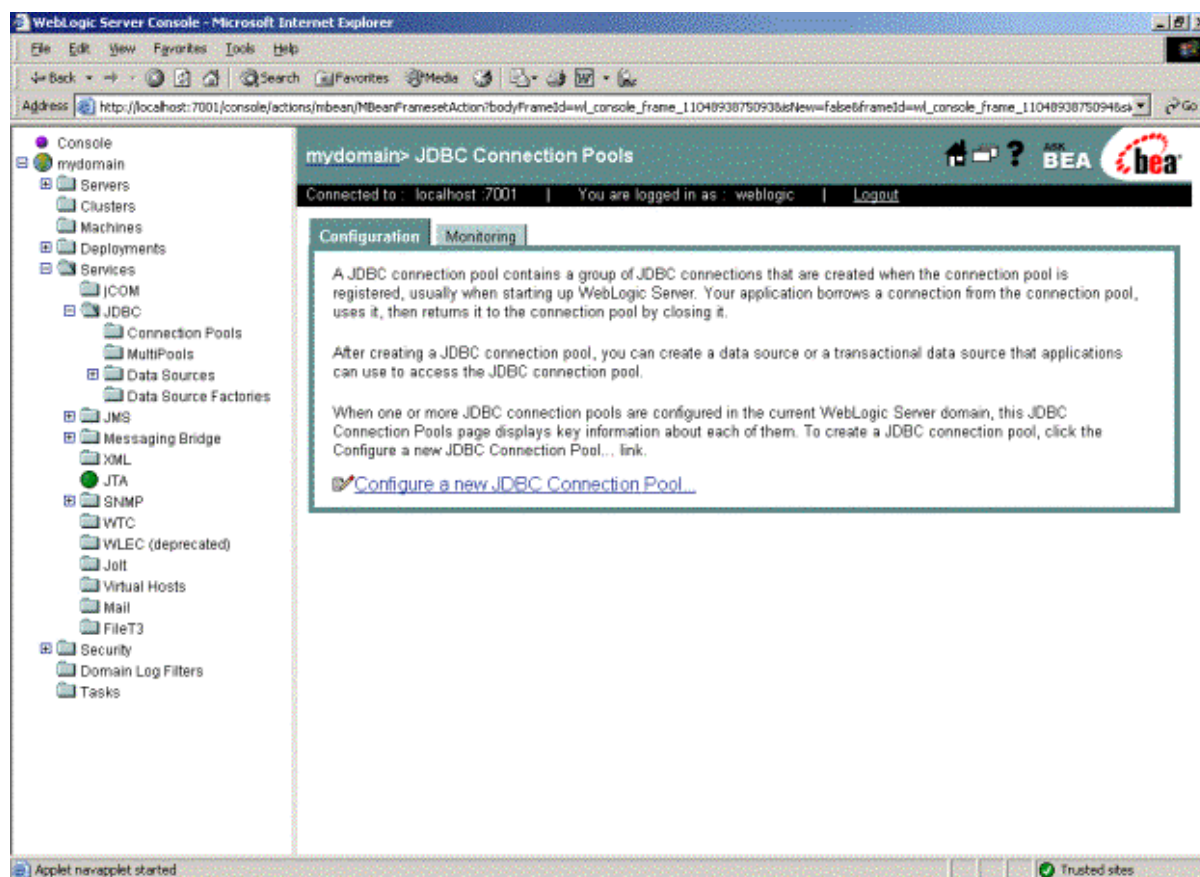 WebLogic Server Console - Microsoft Internet Explorer
File Edit View Favorites Tools Help
Back Search Favorites Media
Address http://localhost:7001/console/actions/mbean/MBeanFramesetAction?bodyFrameId=wl_console_frame_1104893875093&isNew=false&frameId=wl_console_frame_1104893875094&si Go
Console
mydomain
Servers
Clusters
Machines
Deployments
Services
jCOM
JDBC
Connection Pools
MultiPools
Data Sources
Data Source Factories
JMS
Messaging Bridge
XML
JTA
SNMP
WTC
WLEC (deprecated)
Jolt
Virtual Hosts
Mail
FileT3
Security
Domain Log Filters
Tasks
mydomain> JDBC Connection Pools
? ASK BEA bea
Connected to : localhost :7001 | You are logged in as : weblogic | Logout
Configuration Monitoring
A JDBC connection pool contains a group of JDBC connections that are created when the connection pool is
registered, usually when starting up WebLogic Server. Your application borrows a connection from the connection pool,
uses it, then returns it to the connection pool by closing it.
After creating a JDBC connection pool, you can create a data source or a transactional data source that applications
can use to access the JDBC connection pool.
When one or more JDBC connection pools are configured in the current WebLogic Server domain, this JDBC
Connection Pools page displays key information about each of them. To create a JDBC connection pool, click the
Configure a new JDBC Connection Pool... link.
Configure a new JDBC Connection Pool...
Applet navapplet started
Trusted sites